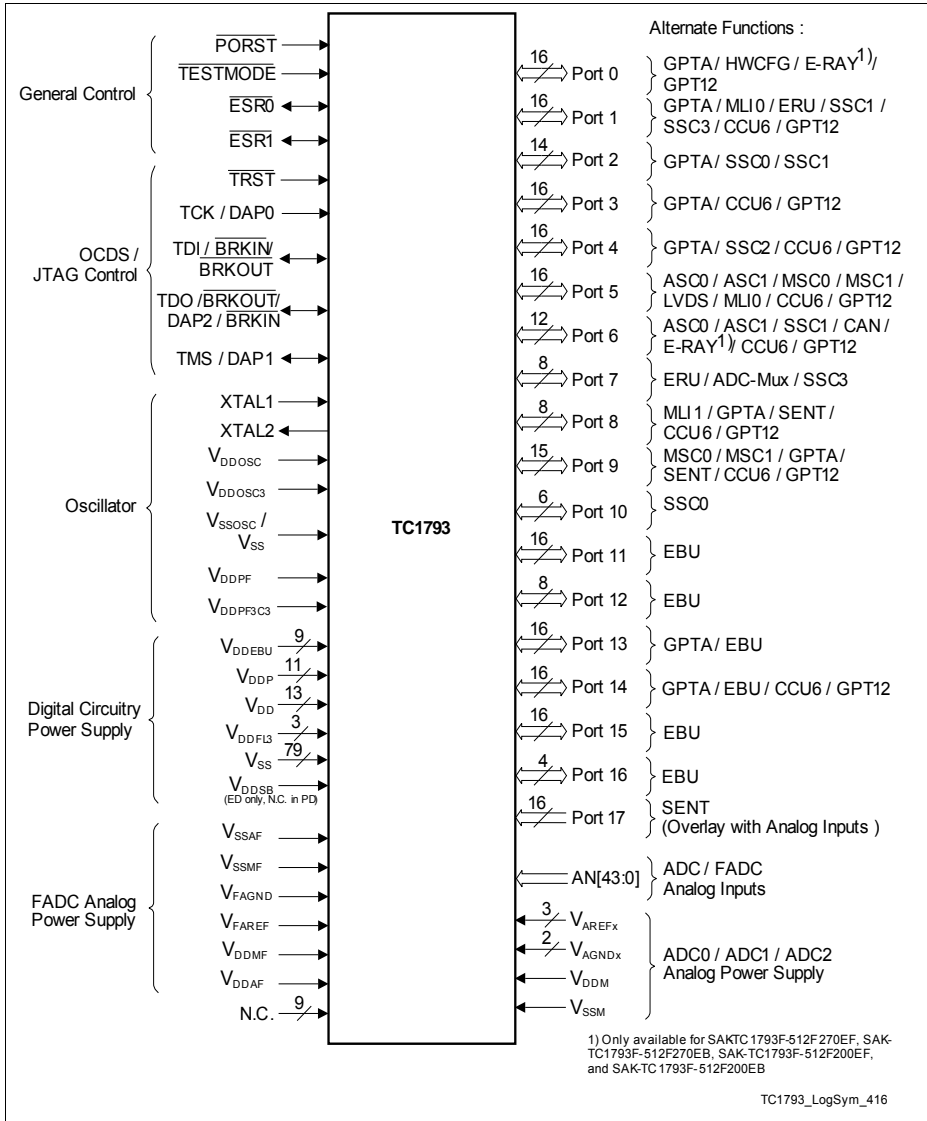 General Control
PORST
TESTMODE
ESR0
ESR1
OCDS /
JTAG Control
TRST
TCK / DAP0
TDI / BRKIN/
BRKOUT
TDO /BRKOUT/
DAP2 / BRKIN
TMS / DAP1
Oscillator
XTAL1
XTAL2
VDDOSC
VDDOSC3
VSSOSC /
VSS
VDDPF
VDDPF3C3
Digital Circuitry
Power Supply
VDDEBU 9
VDDP 11
VDD 13
VDDFL3 3
VSS 79
VDDSB
(ED only, N.C. in PD)
FADC Analog
Power Supply
VSSAF
VSSMF
VFAGND
VFAREF
VDDMF
VDDAF
N.C. 9
TC1793
Alternate Functions :
16 Port 0 GPTA / HWCFG / E-RAY1)/
GPT12
16 Port 1 GPTA / MLI0 / ERU / SSC1 /
SSC3 / CCU6 / GPT12
14 Port 2 GPTA / SSC0 / SSC1
16 Port 3 GPTA / CCU6 / GPT12
16 Port 4 GPTA / SSC2 / CCU6 / GPT12
16 Port 5 ASC0 / ASC1 / MSC0 / MSC1 /
LVDS / MLI0 / CCU6 / GPT12
12 Port 6 ASC0 / ASC1 / SSC1 / CAN /
E-RAY1)/ CCU6 / GPT12
8 Port 7 ERU / ADC-Mux / SSC3
8 Port 8 MLI1 / GPTA / SENT /
CCU6 / GPT12
15 Port 9 MSC0 / MSC1 / GPTA /
SENT / CCU6 / GPT12
6 Port 10 SSC0
16 Port 11 EBU
8 Port 12 EBU
16 Port 13 GPTA / EBU
16 Port 14 GPTA / EBU / CCU6 / GPT12
16 Port 15 EBU
4 Port 16 EBU
16 Port 17 SENT
(Overlay with Analog Inputs )
AN[43:0] ADC / FADC
Analog Inputs
3 VAREFx
2 VAGNDx
VDDM
VSSM
ADC0 / ADC1 / ADC2
Analog Power Supply
1) Only available for SAKTC1793F-512F270EF, SAK-
TC1793F-512F270EB, SAK-TC1793F-512F200EF,
and SAK-TC1793F-512F200EB
TC1793_LogSym_416